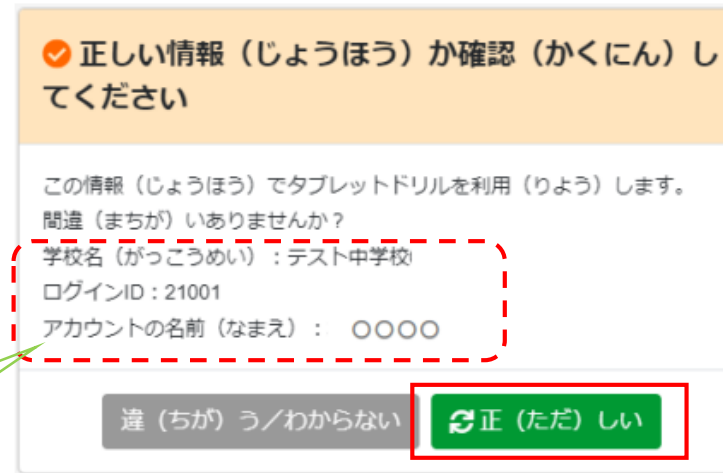 正しい情報（じょうほう）か確認（かくにん）し
てください
この情報（じょうほう）でタブレットドリルを利用（りよう）します。
間違（まちが）いありませんか？
学校名（がっこうめい）：テスト中学校
ログインID：21001
アカウントの名前（なまえ）： 〇〇〇〇
違（ちが）う／わからない
正（ただ）しい